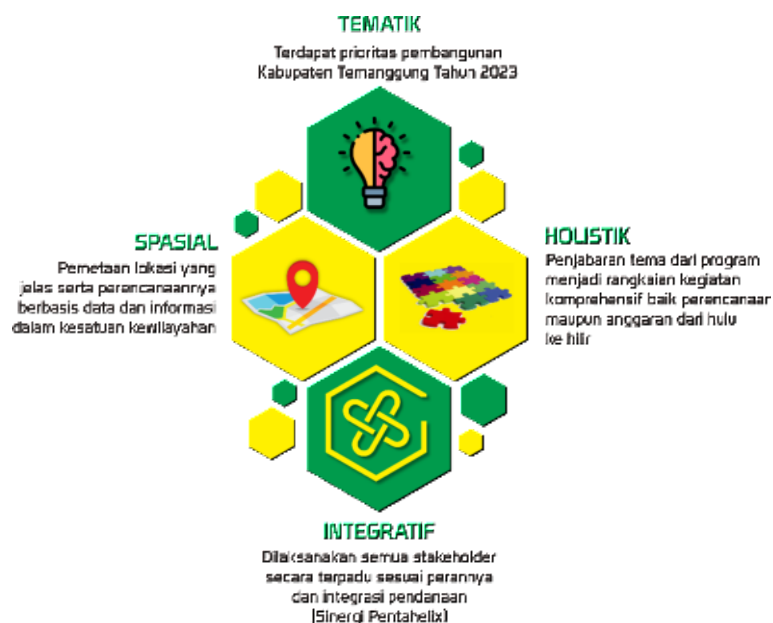 TEMATIK
Terdapat prioritas pembangunan
Kabupaten Temanggung Tahun 2023
SPASIAL
Pemetaan lokasi yang
jelas serta perencanaannya
berbasis data dan informasi
dalam kesatuan kewilayahan
HOLISTIK
Penjabaran tema dari program
menjadi rangkaian kegiatan
komprehensif baik perencanaan
maupun anggaran dari hulu
ke hilir
INTEGRATIF
Dilaksanakan semua stakeholder
secara terpadu sesuai perannya
dan integrasi pendanaan
(Sinergi Pentahelix)